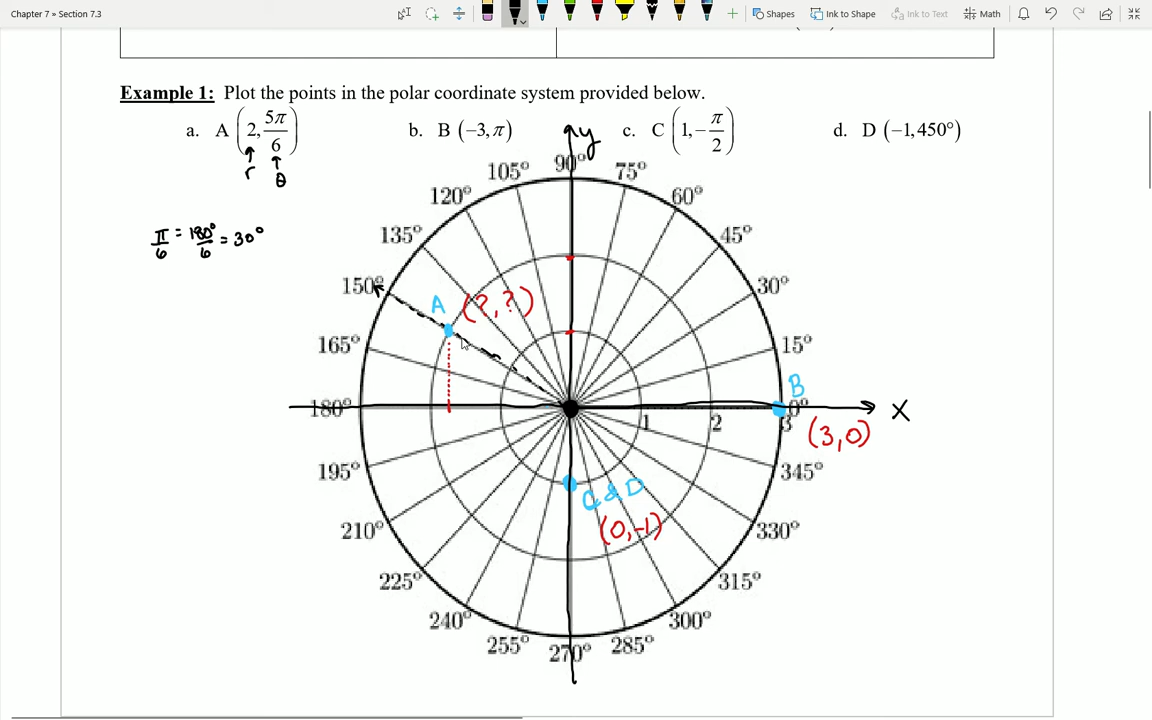 Chapter 7 » Section 7.3
Shapes
Ink to Shape
Ink to Text
Math
Example 1: Plot the points in the polar coordinate system provided below.
a. A (2, 5π/6)
b. B (−3, π)
c. C (1, −π/2)
d. D (−1, 450°)
r
θ
π/6 = 180°/6 = 30°
y
90°
105°
75°
120°
60°
135°
45°
150°
30°
A
(?, ?)
165°
15°
B
180°
0°
X
1
2
3
(3, 0)
195°
345°
C & D
(0, -1)
210°
330°
225°
315°
240°
300°
255°
270°
285°